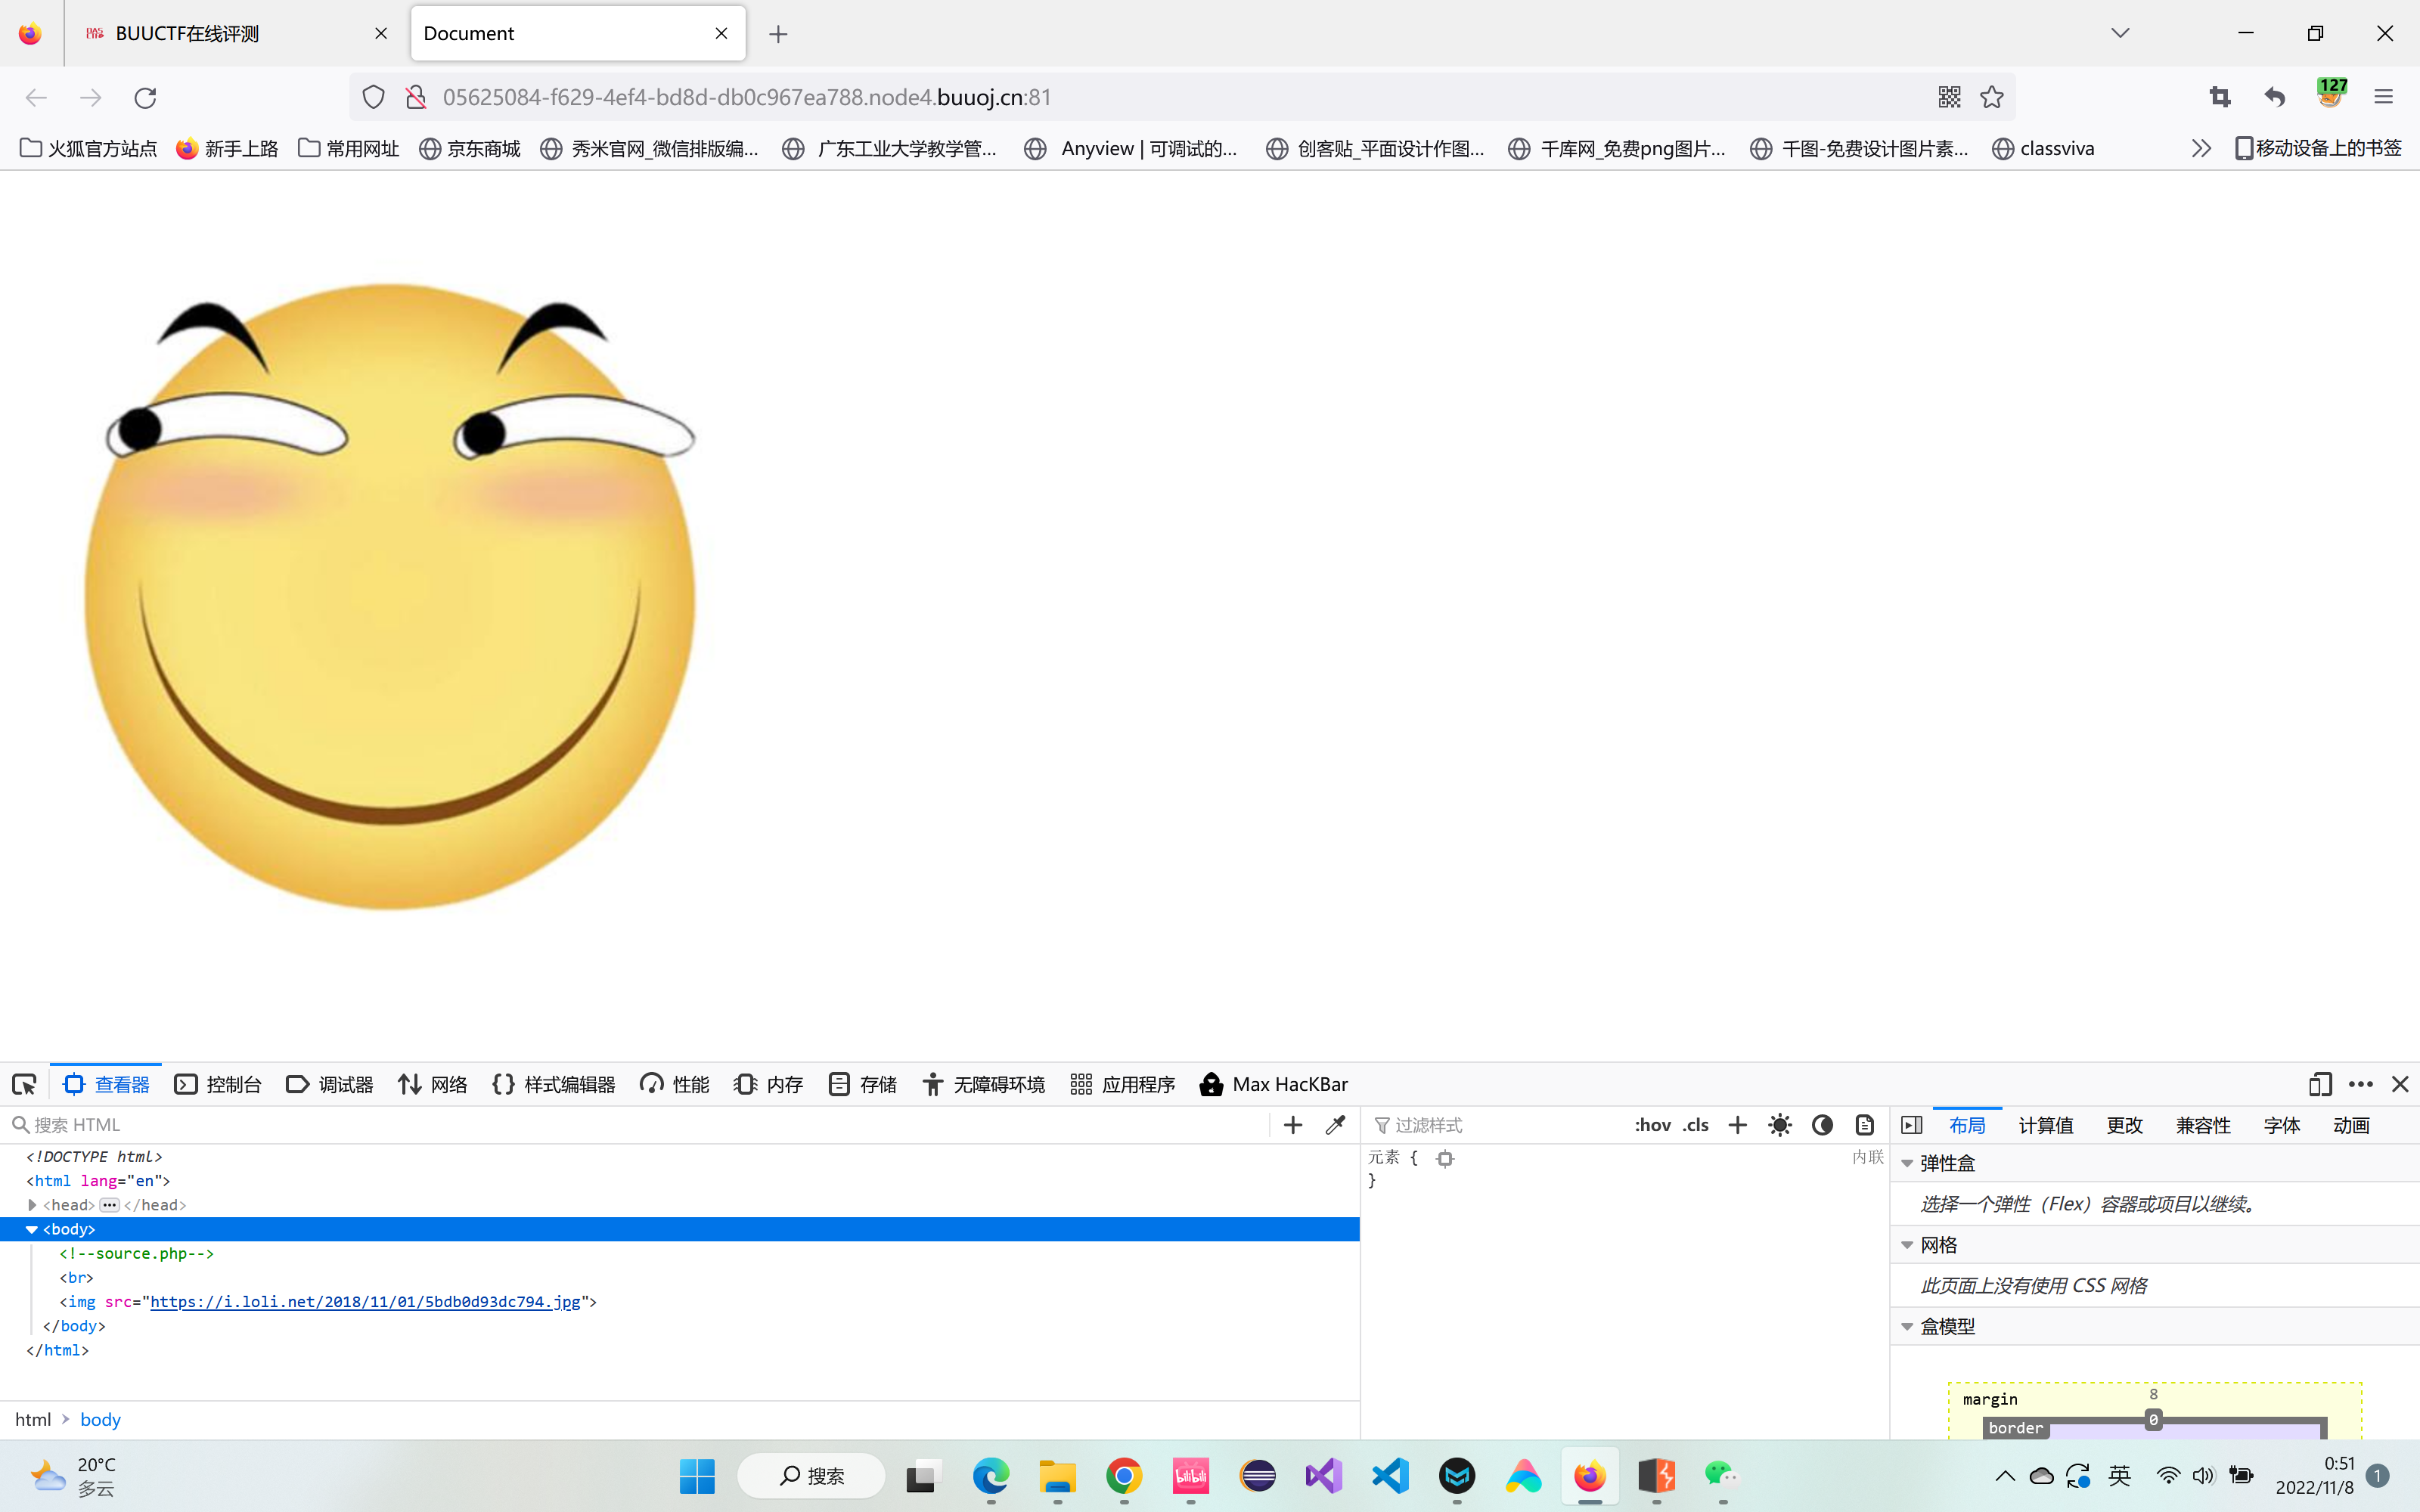 BUUCTF在线评测
Document
05625084-f629-4ef4-bd8d-db0c967ea788.node4.buuoj.cn:81
127
火狐官方站点 新手上路 常用网址 京东商城 秀米官网_微信排版编... 广东工业大学教学管... Anyview | 可调试的... 创客贴_平面设计作图... 千库网_免费png图片... 千图-免费设计图片素... classviva 移动设备上的书签
查看器 控制台 调试器 网络 样式编辑器 性能 内存 存储 无障碍环境 应用程序 Max HacKBar
搜索 HTML
<!DOCTYPE html>
<html lang="en">
<head>...</head>
<body>
<!--source.php-->
<br>
<img src="https://i.loli.net/2018/11/01/5bdb0d93dc794.jpg">
</body>
</html>
html > body
过滤样式 :hov .cls
元素 { 内联
}
布局 计算值 更改 兼容性 字体 动画
弹性盒
选择一个弹性（Flex）容器或项目以继续。
网格
此页面上没有使用 CSS 网格
盒模型
margin 8
border 0
20°C
多云
搜索
bilibili
英
0:51
2022/11/8
1